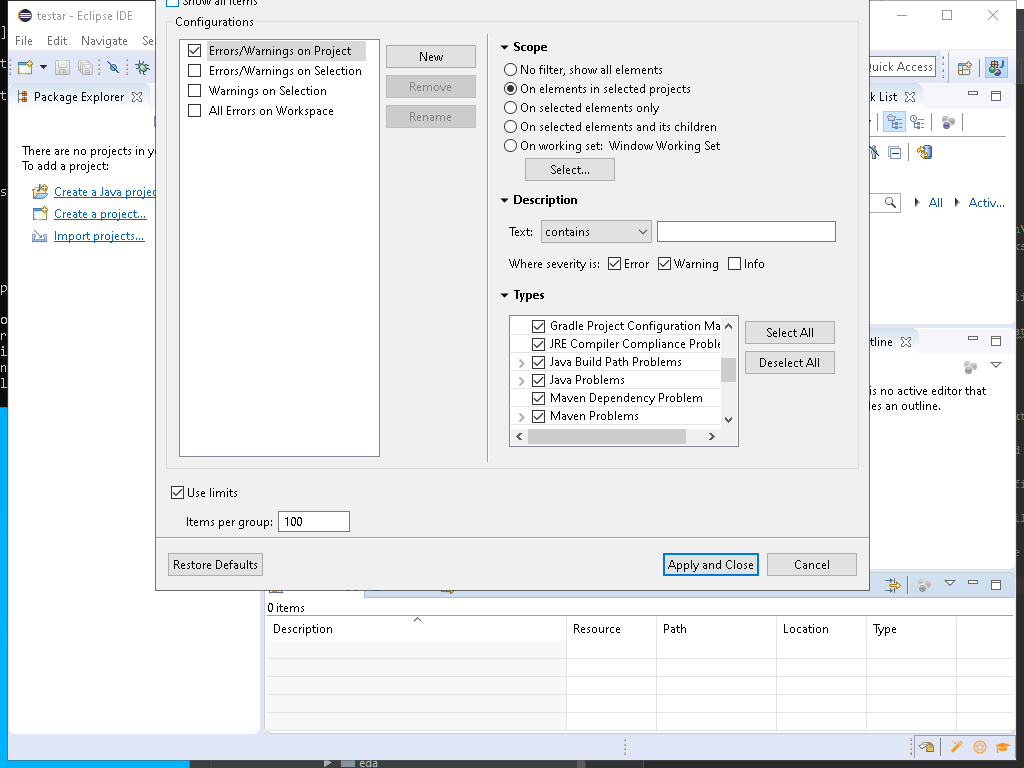 Show all items
testar - Eclipse IDE
File Edit Navigate Se
Quick Access
Package Explorer
k List
There are no projects in y
To add a project:
Create a Java projec
Create a project...
Import projects...
All Activ...
Configurations
Errors/Warnings on Project
Errors/Warnings on Selection
Warnings on Selection
All Errors on Workspace
New
Remove
Rename
Scope
No filter, show all elements
On elements in selected projects
On selected elements only
On selected elements and its children
On working set: Window Working Set
Select...
Description
Text: contains
Where severity is: Error Warning Info
Types
Gradle Project Configuration Ma
JRE Compiler Compliance Proble
Java Build Path Problems
Java Problems
Maven Dependency Problem
Maven Problems
Select All
Deselect All
tline
is no active editor that
des an outline.
Use limits
Items per group: 100
Restore Defaults
Apply and Close
Cancel
0 items
Description Resource Path Location Type
eda